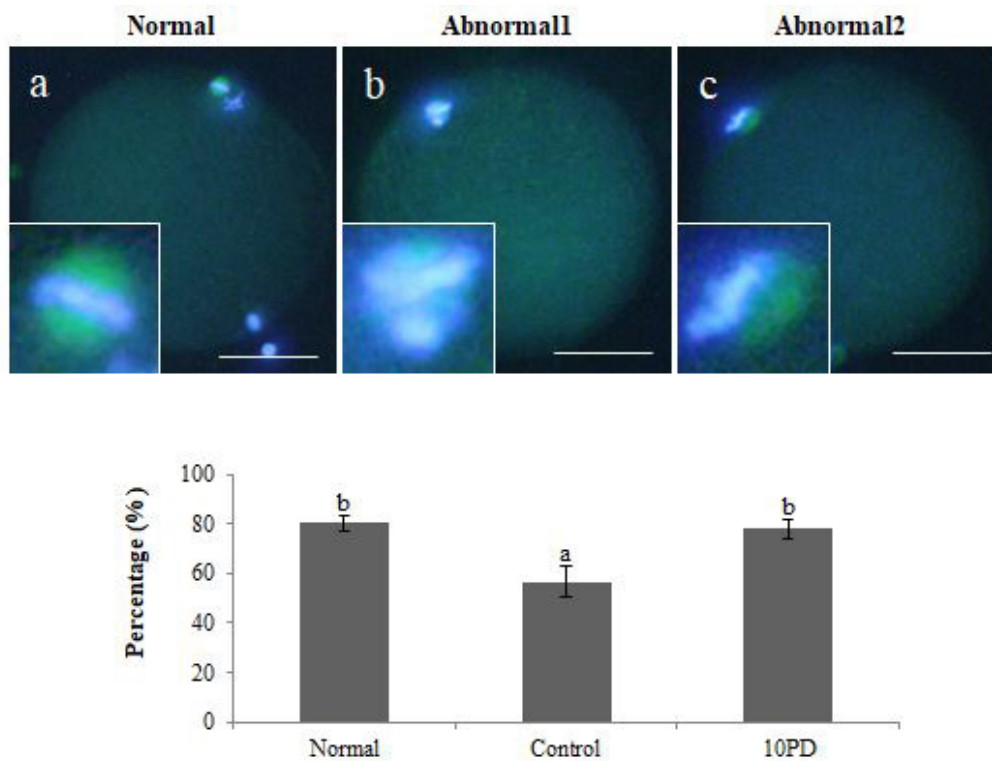 Normal Abnormal1 Abnormal2
a b c
Percentage (%)
100
80
60
40
20
0
b a b
Normal Control 10PD